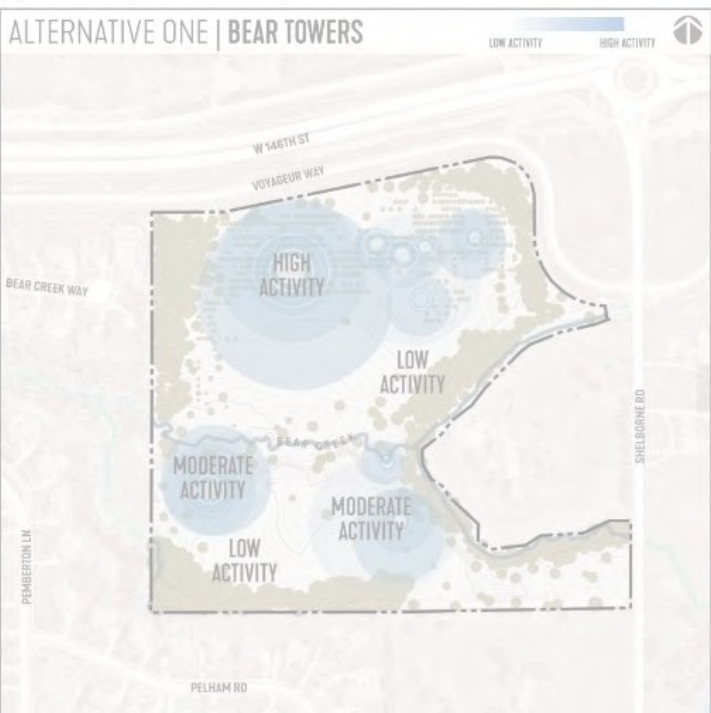 ALTERNATIVE ONE | BEAR TOWERS
LOW ACTIVITY
HIGH ACTIVITY
W 146TH ST
VOYAGEUR WAY
BEAR CREEK WAY
HIGH
ACTIVITY
LOW
ACTIVITY
SHELBORNE RD
BEAR CREEK
MODERATE
ACTIVITY
MODERATE
ACTIVITY
LOW
ACTIVITY
PEMBERTON LN
PELHAM RD